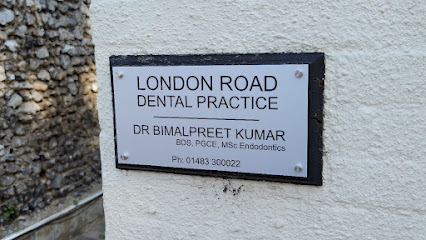 LONDON ROAD
DENTAL PRACTICE
DR BIMALPREET KUMAR
BDS, PGCE, MSc Endodontics
Ph: 01483 300022